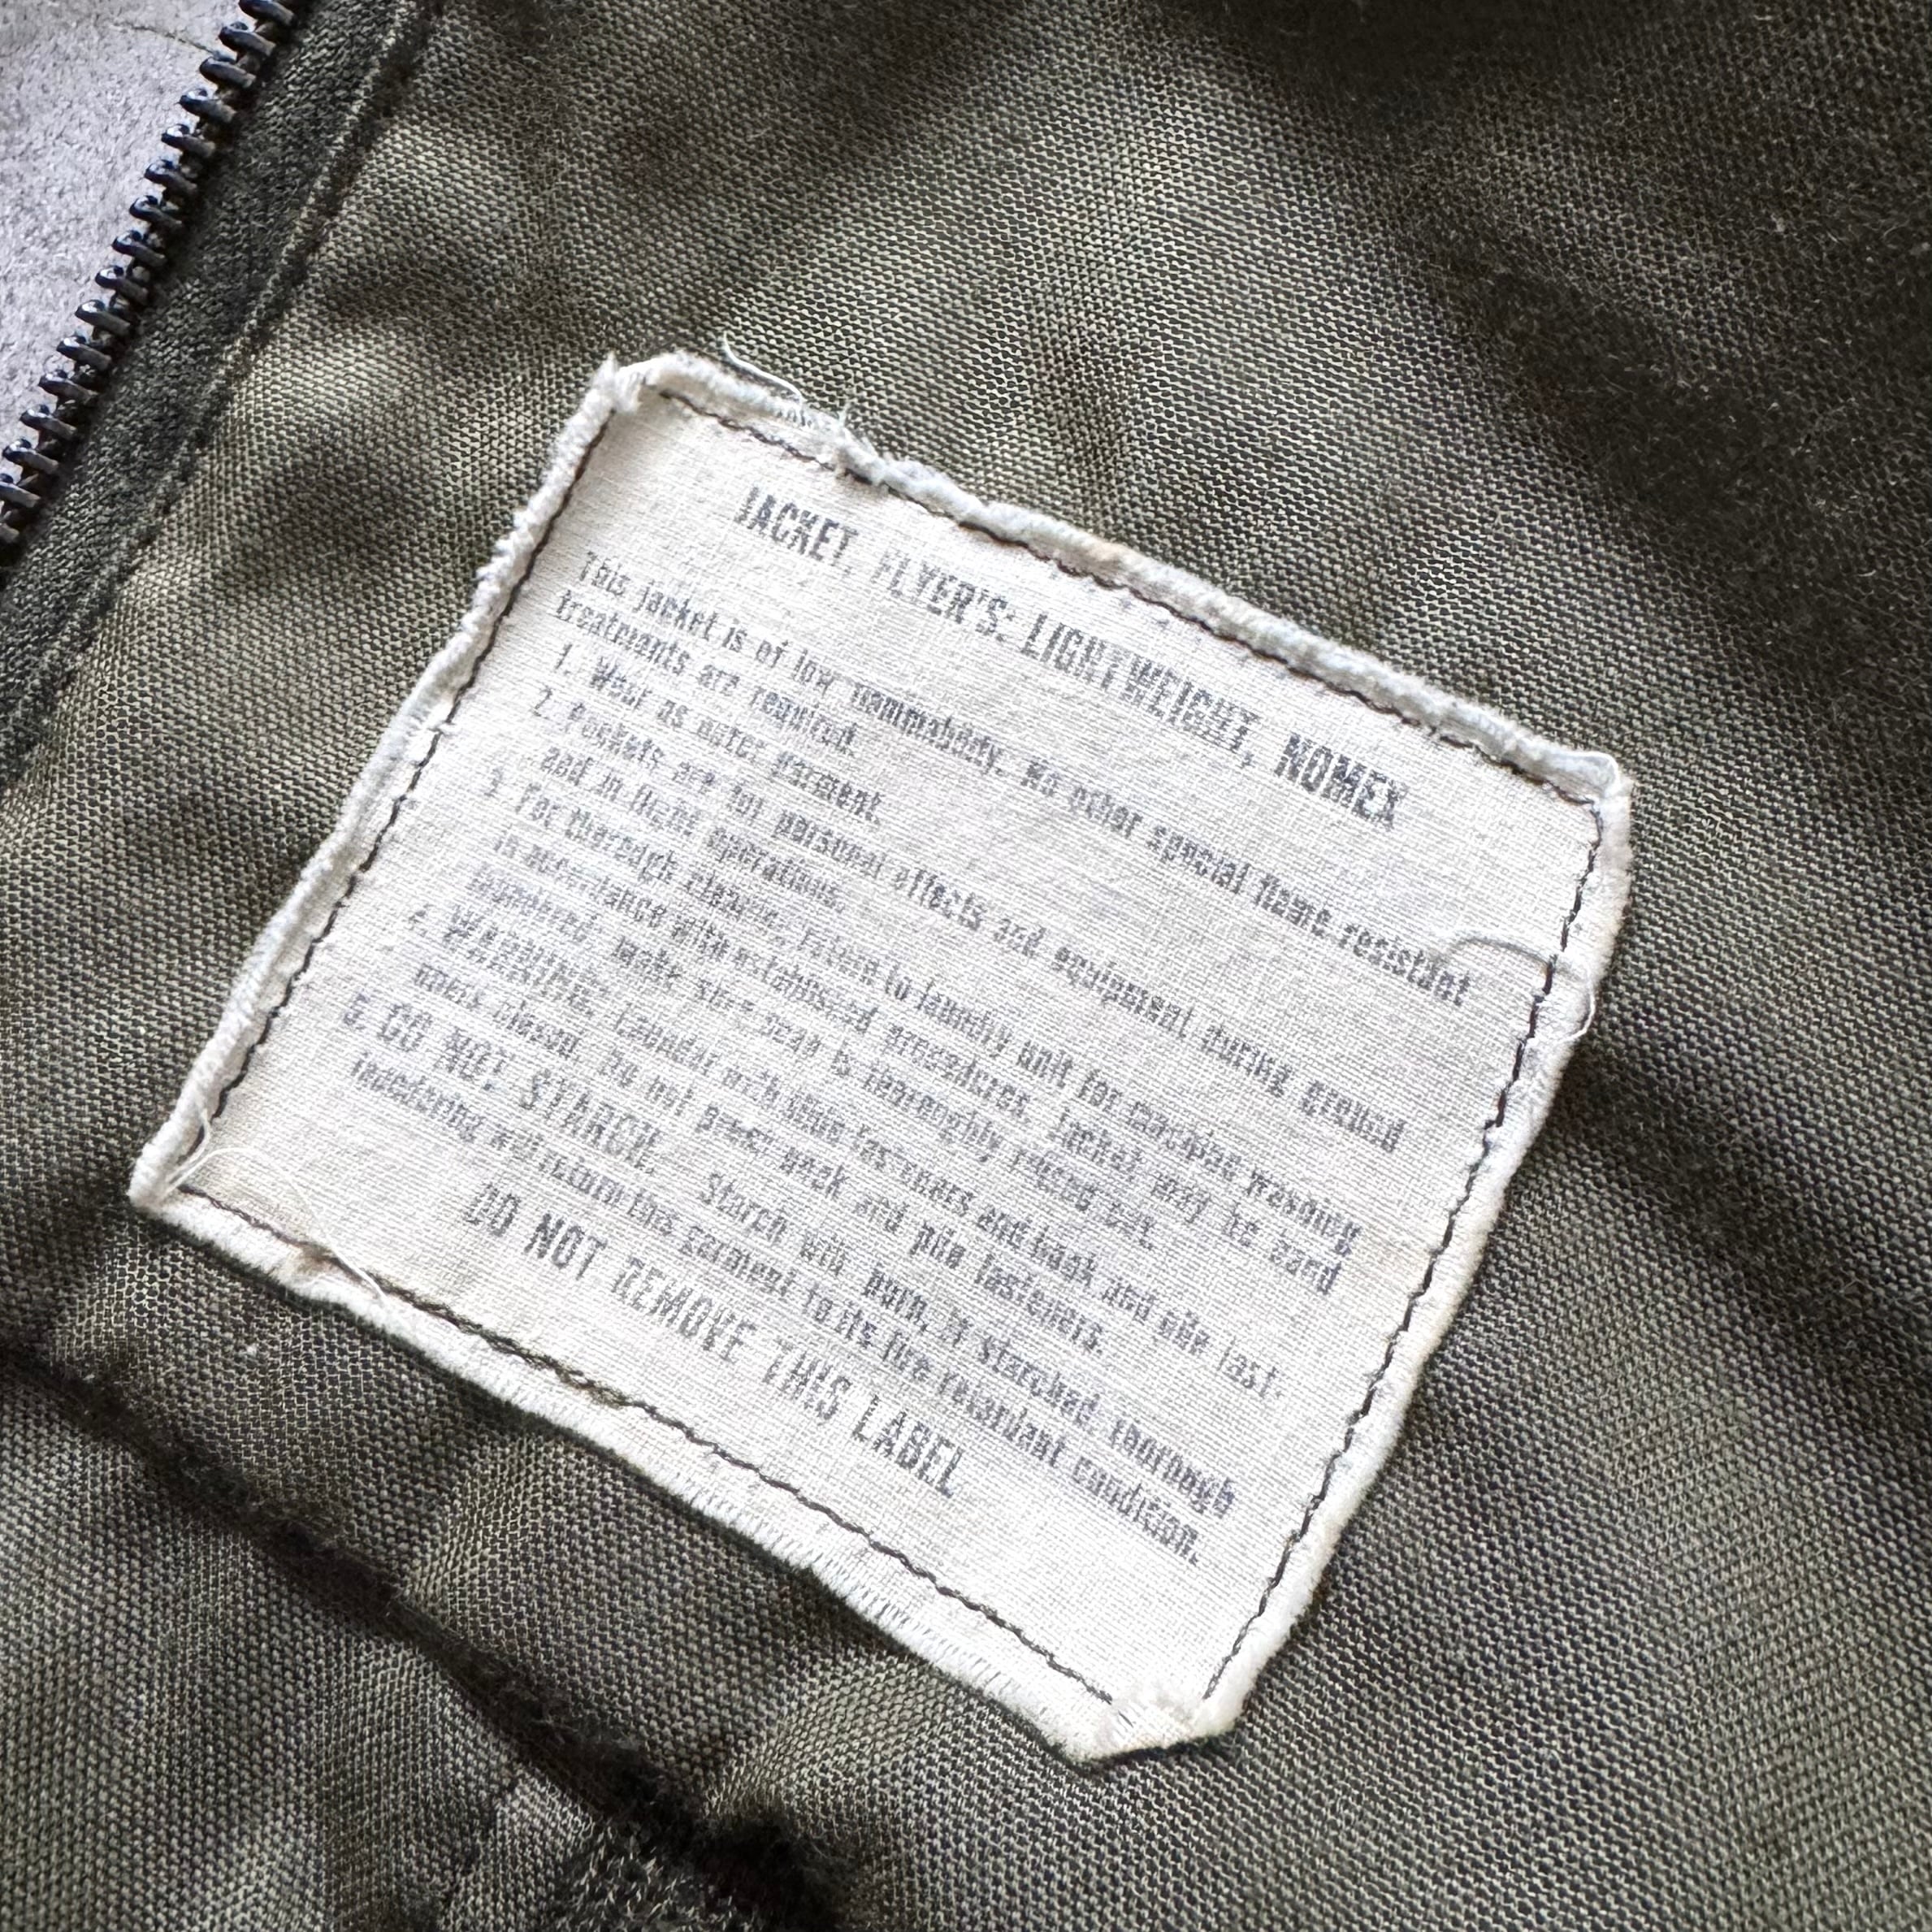 JACKET, FLYER'S: LIGHTWEIGHT, NOMEX
This jacket is of low flammability. No other special flame resistant
treatments are required.
1. Wear as outer garment.
2. Pockets are for personal effects and equipment during ground
and in flight operations.
3. For thorough cleaning, return to laundry unit for machine washing
in accordance with established procedures. Jacket may be hand
laundered, make sure soap is thoroughly rinsed out.
4. WARNING: Launder with slide fasteners and hook and pile fast-
eners closed. Do not press hook and pile fasteners.
5. DO NOT STARCH. Starch will burn, if starched thorough
laundering will return this garment to its fire retardant condition.
DO NOT REMOVE THIS LABEL